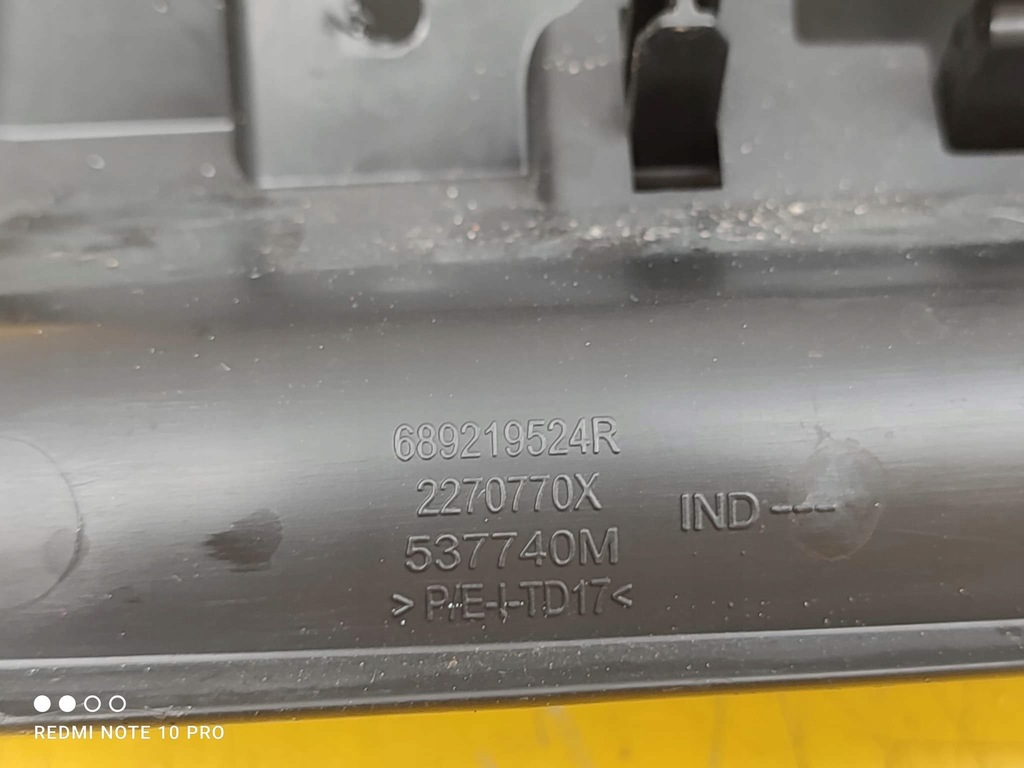 689219524R
2270770X
537740M
IND ----
>P/E-I-TD17<
REDMI NOTE 10 PRO